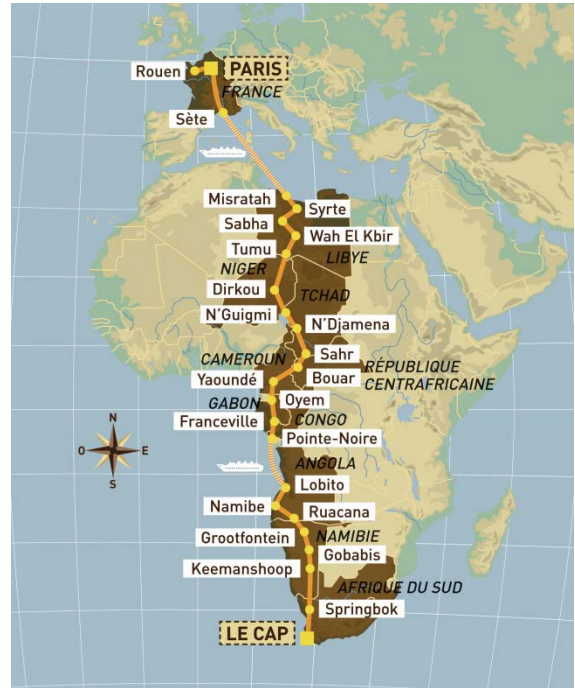 Rouen
PARIS
FRANCE
Sète
Misratah
Syrte
Sabha
Wah El Kbir
Tumu
LIBYE
NIGER
Dirkou
TCHAD
N'Guigmi
N'Djamena
CAMEROUN
Sahr
Yaoundé
Bouar
RÉPUBLIQUE
CENTRAFRICAINE
GABON
Oyem
Franceville
CONGO
Pointe-Noire
N
O
E
S
ANGOLA
Lobito
Namibe
Ruacana
Grootfontein
NAMIBIE
Gobabis
Keemanshoop
AFRIQUE DU SUD
Springbok
LE CAP